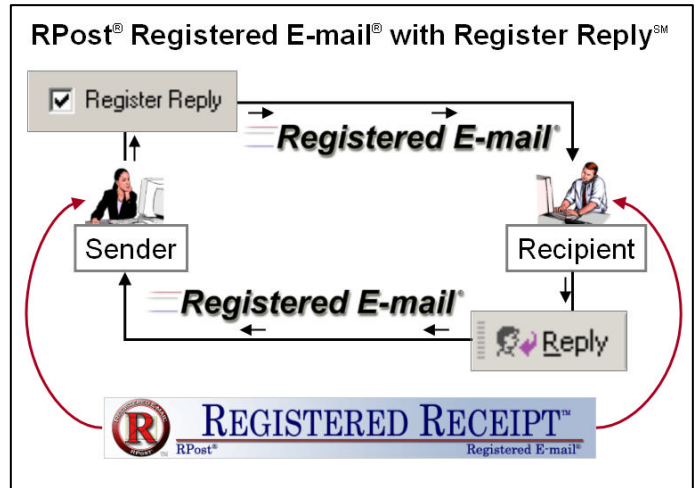 RPost® Registered E-mail® with Register Reply℠
Register Reply
Registered E-mail®
Sender
Recipient
Registered E-mail®
Reply
R
RPOST®
REGISTERED RECEIPT™
RPost®
Registered E-mail®